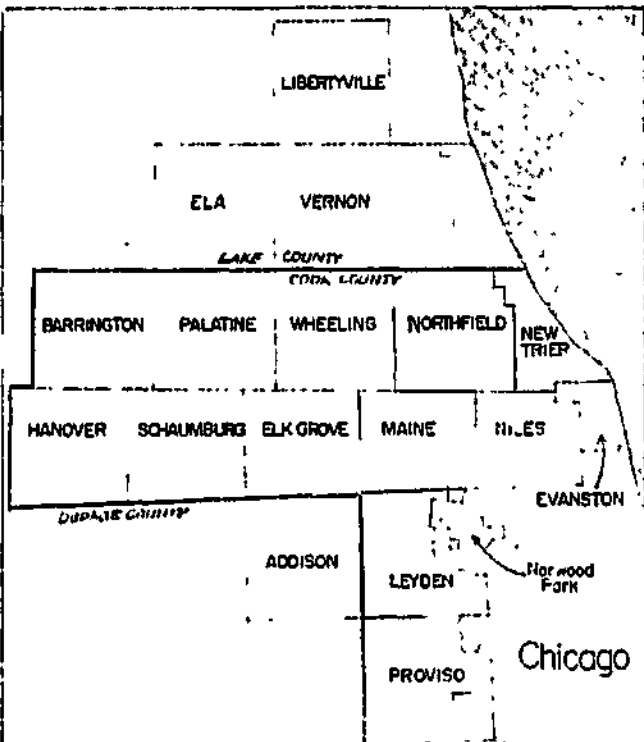 LIBERTYVILLE
ELA VERNON
LAKE COUNTY
COOK COUNTY
BARRINGTON PALATINE WHEELING NORTHFIELD
NEW
TRIER
HANOVER SCHAUMBURG ELK GROVE MAINE NILES
EVANSTON
DUPAGE COUNTY
ADDISON
Norwood
Park
LEYDEN
Chicago
PROVISO